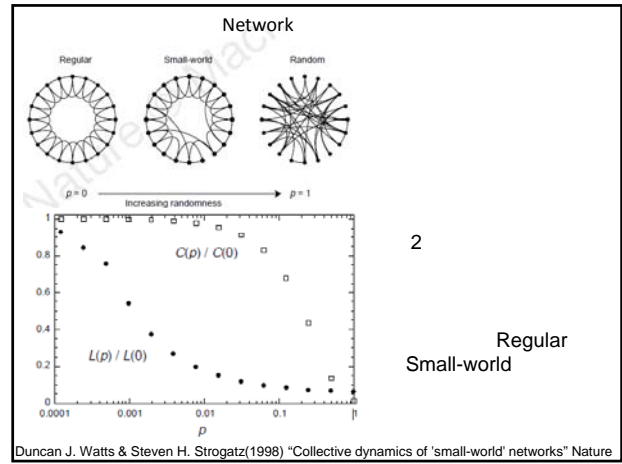 Network
Regular Small-world Random
p = 0 p = 1
Increasing randomness
1
0.8
0.6
0.4
0.2
0
C(p) / C(0)
L(p) / L(0)
0.0001 0.001 0.01 0.1 1
p
2
Regular
Small-world
Duncan J. Watts & Steven H. Strogatz(1998) “Collective dynamics of 'small-world' networks” Nature